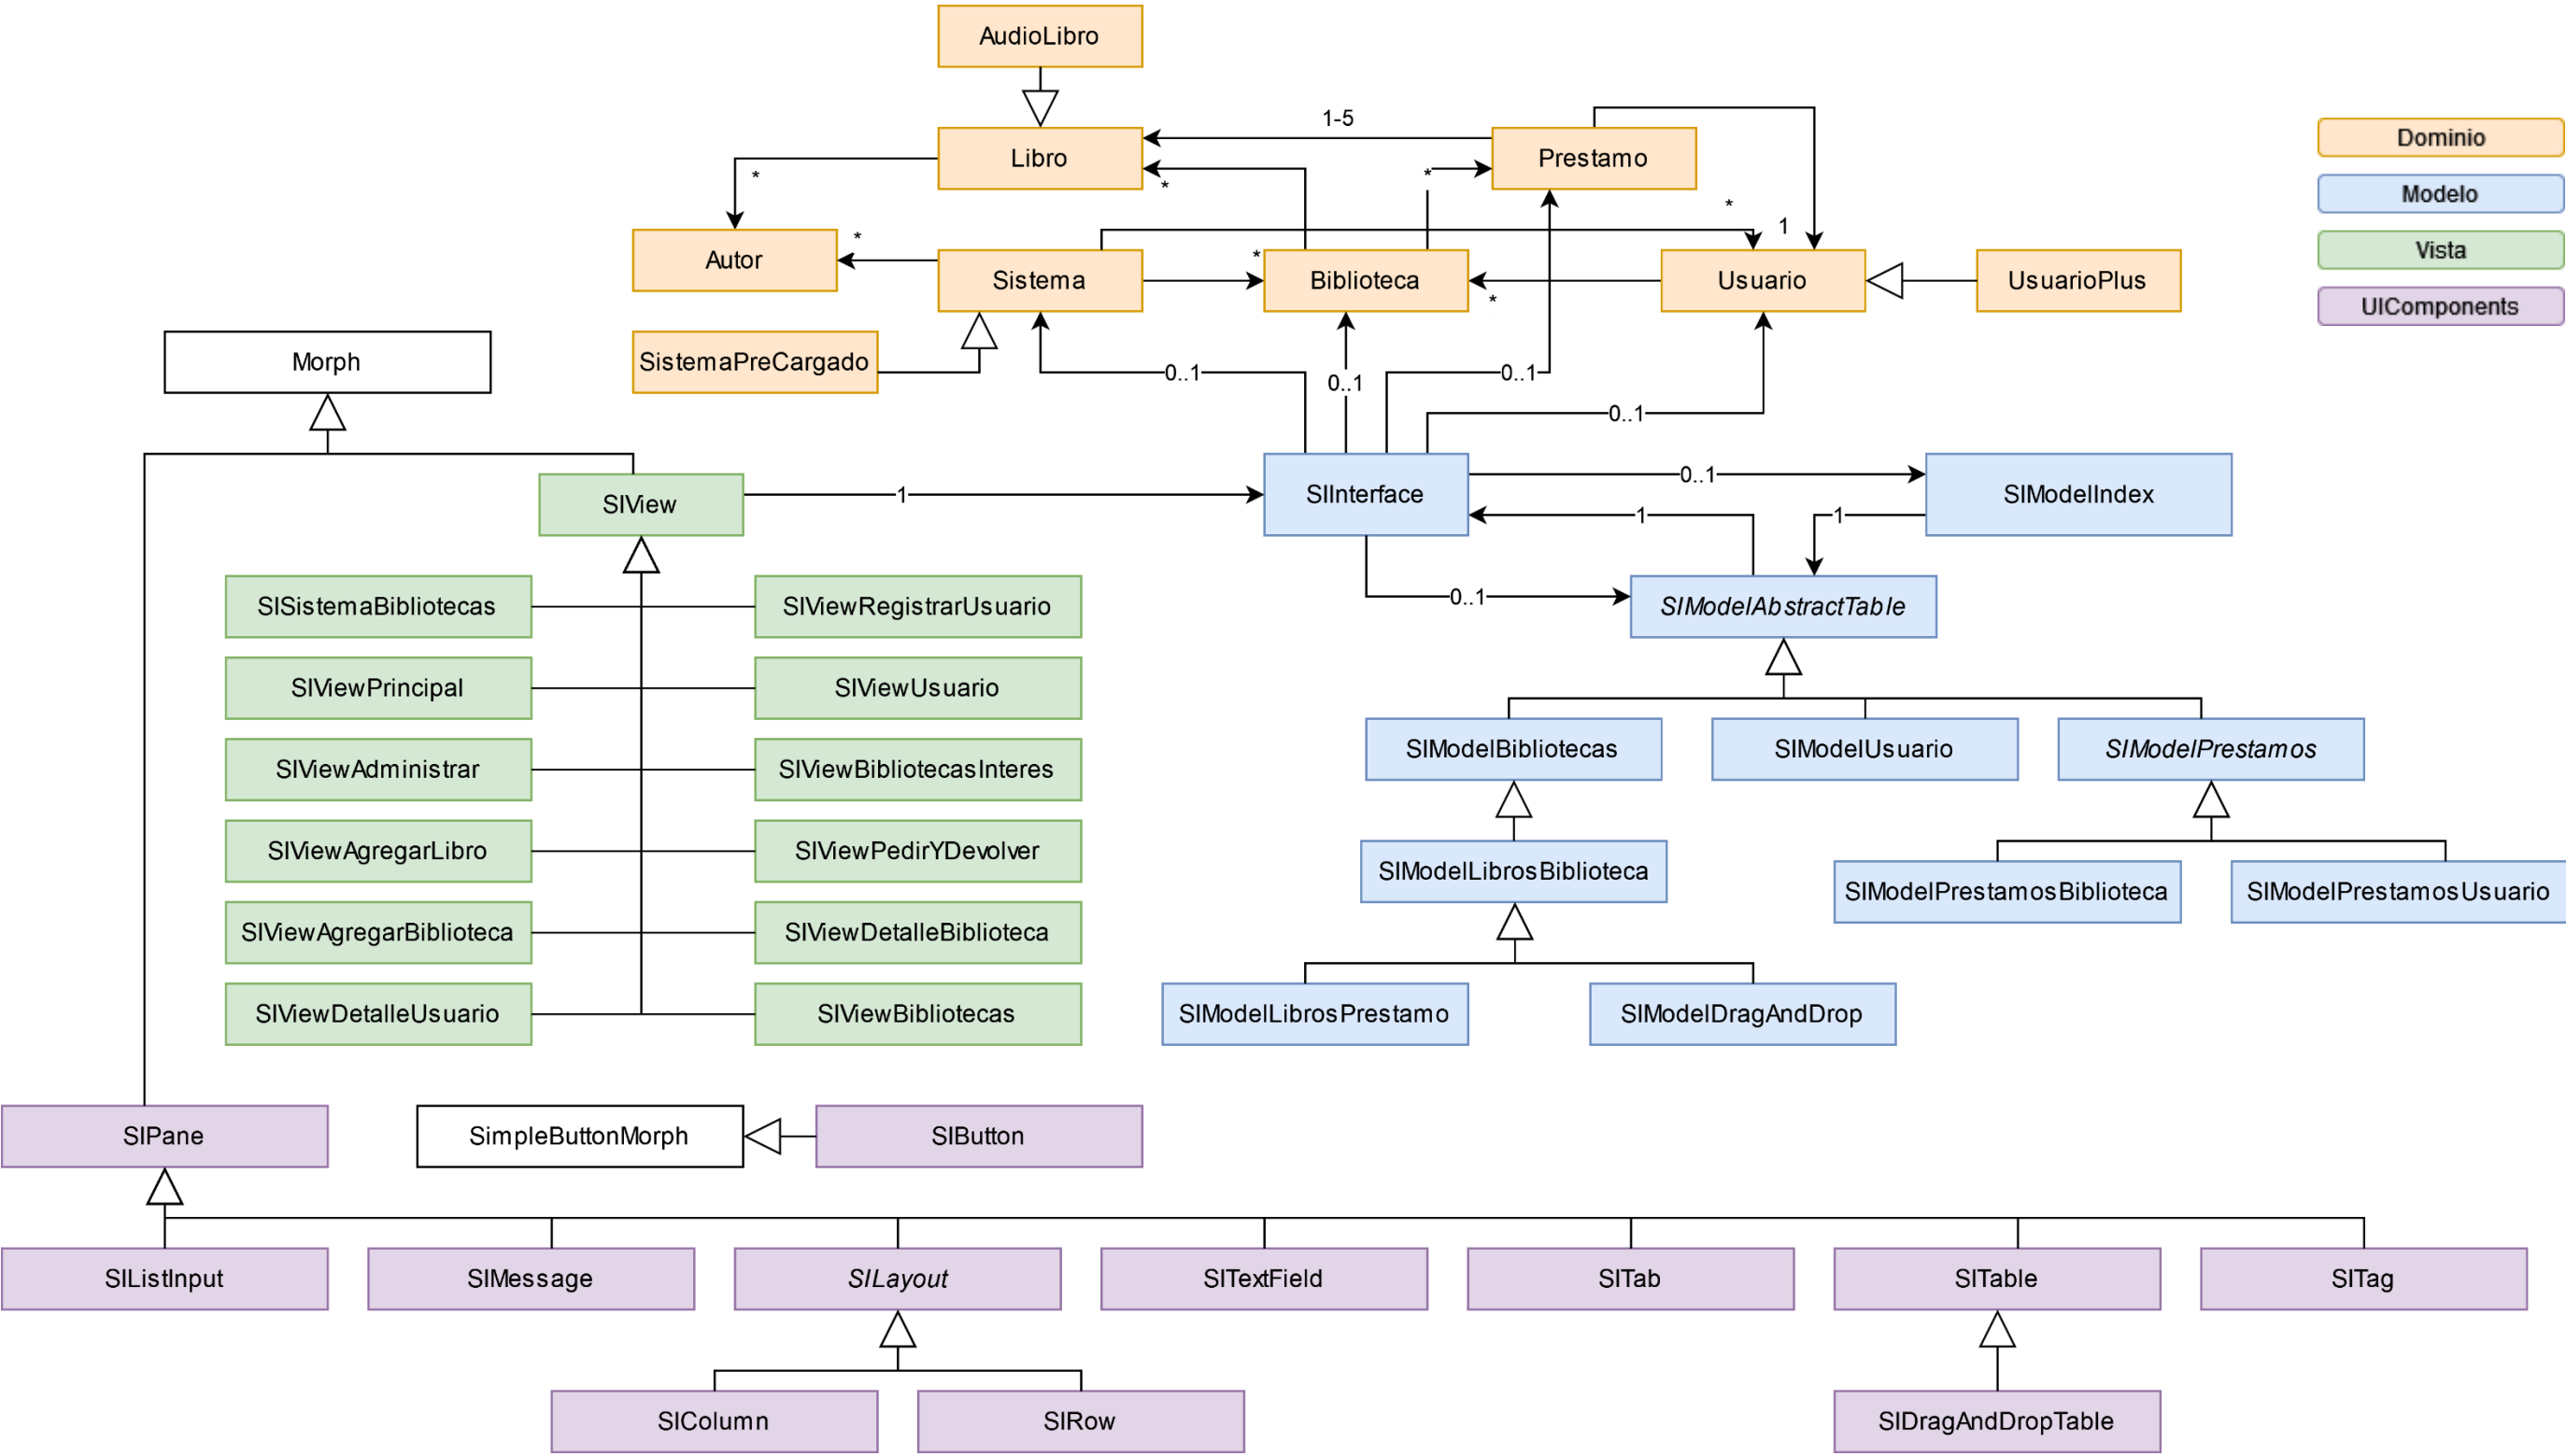 AudioLibro
1-5
Libro
Prestamo
Dominio
*
*
*
Modelo
*
1
*
Autor
*
Vista
Sistema
Biblioteca
Usuario
UsuarioPlus
*
UIComponents
Morph
SistemaPreCargado
0..1
0..1
0..1
0..1
SIView
1
SIInterface
0..1
SIModelIndex
1
1
SISistemaBibliotecas
SIViewRegistrarUsuario
0..1
SIModelAbstractTable
SIViewPrincipal
SIViewUsuario
SIViewAdministrar
SIViewBibliotecasInteres
SIModelBibliotecas
SIModelUsuario
SIModelPrestamos
SIViewAgregarLibro
SIViewPedirYDevolver
SIModelLibrosBiblioteca
SIModelPrestamosBiblioteca
SIModelPrestamosUsuario
SIViewAgregarBiblioteca
SIViewDetalleBiblioteca
SIViewDetalleUsuario
SIViewBibliotecas
SIModelLibrosPrestamo
SIModelDragAndDrop
SIPane
SimpleButtonMorph
SIButton
SIListInput
SIMessage
SILayout
SITextField
SITab
SITable
SITag
SIColumn
SIRow
SIDragAndDropTable